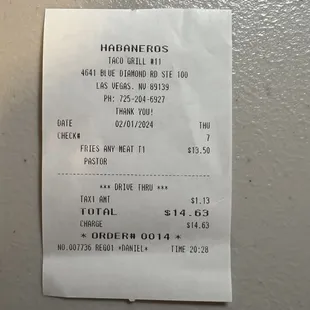 HABANEROS
TACO GRILL #11
4641 BLUE DIAMOND RD STE 100
LAS VEGAS, NV 89139
PH: 725-204-6927
THANK YOU!
DATE 02/01/2024 THU
CHECK# 7
FRIES ANY MEAT T1 $13.50
PASTOR
*** DRIVE THRU ***
TAX1 AMT $1.13
TOTAL $14.63
CHARGE $14.63
* ORDER# 0014 *
NO.007736 REG01 *DANIEL* TIME 20:28